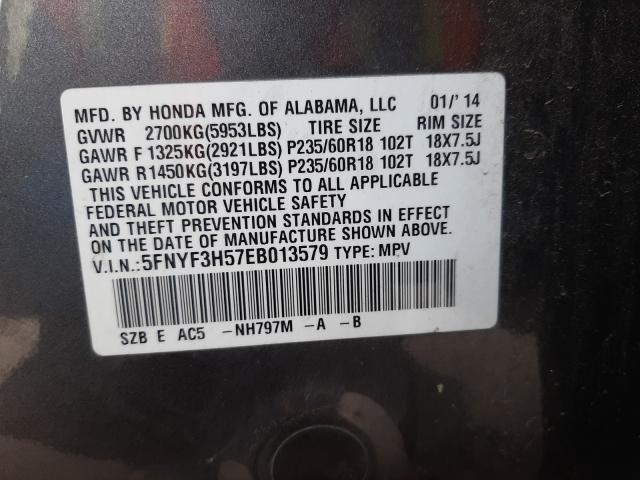 MFD. BY HONDA MFG. OF ALABAMA, LLC 01/'14
GVWR 2700KG(5953LBS) TIRE SIZE RIM SIZE
GAWR F 1325KG(2921LBS) P235/60R18 102T 18X7.5J
GAWR R1450KG(3197LBS) P235/60R18 102T 18X7.5J
THIS VEHICLE CONFORMS TO ALL APPLICABLE
FEDERAL MOTOR VEHICLE SAFETY
AND THEFT PREVENTION STANDARDS IN EFFECT
ON THE DATE OF MANUFACTURE SHOWN ABOVE.
V.I.N.:5FNYF3H57EB013579 TYPE: MPV
SZB E AC5 -NH797M -A -B